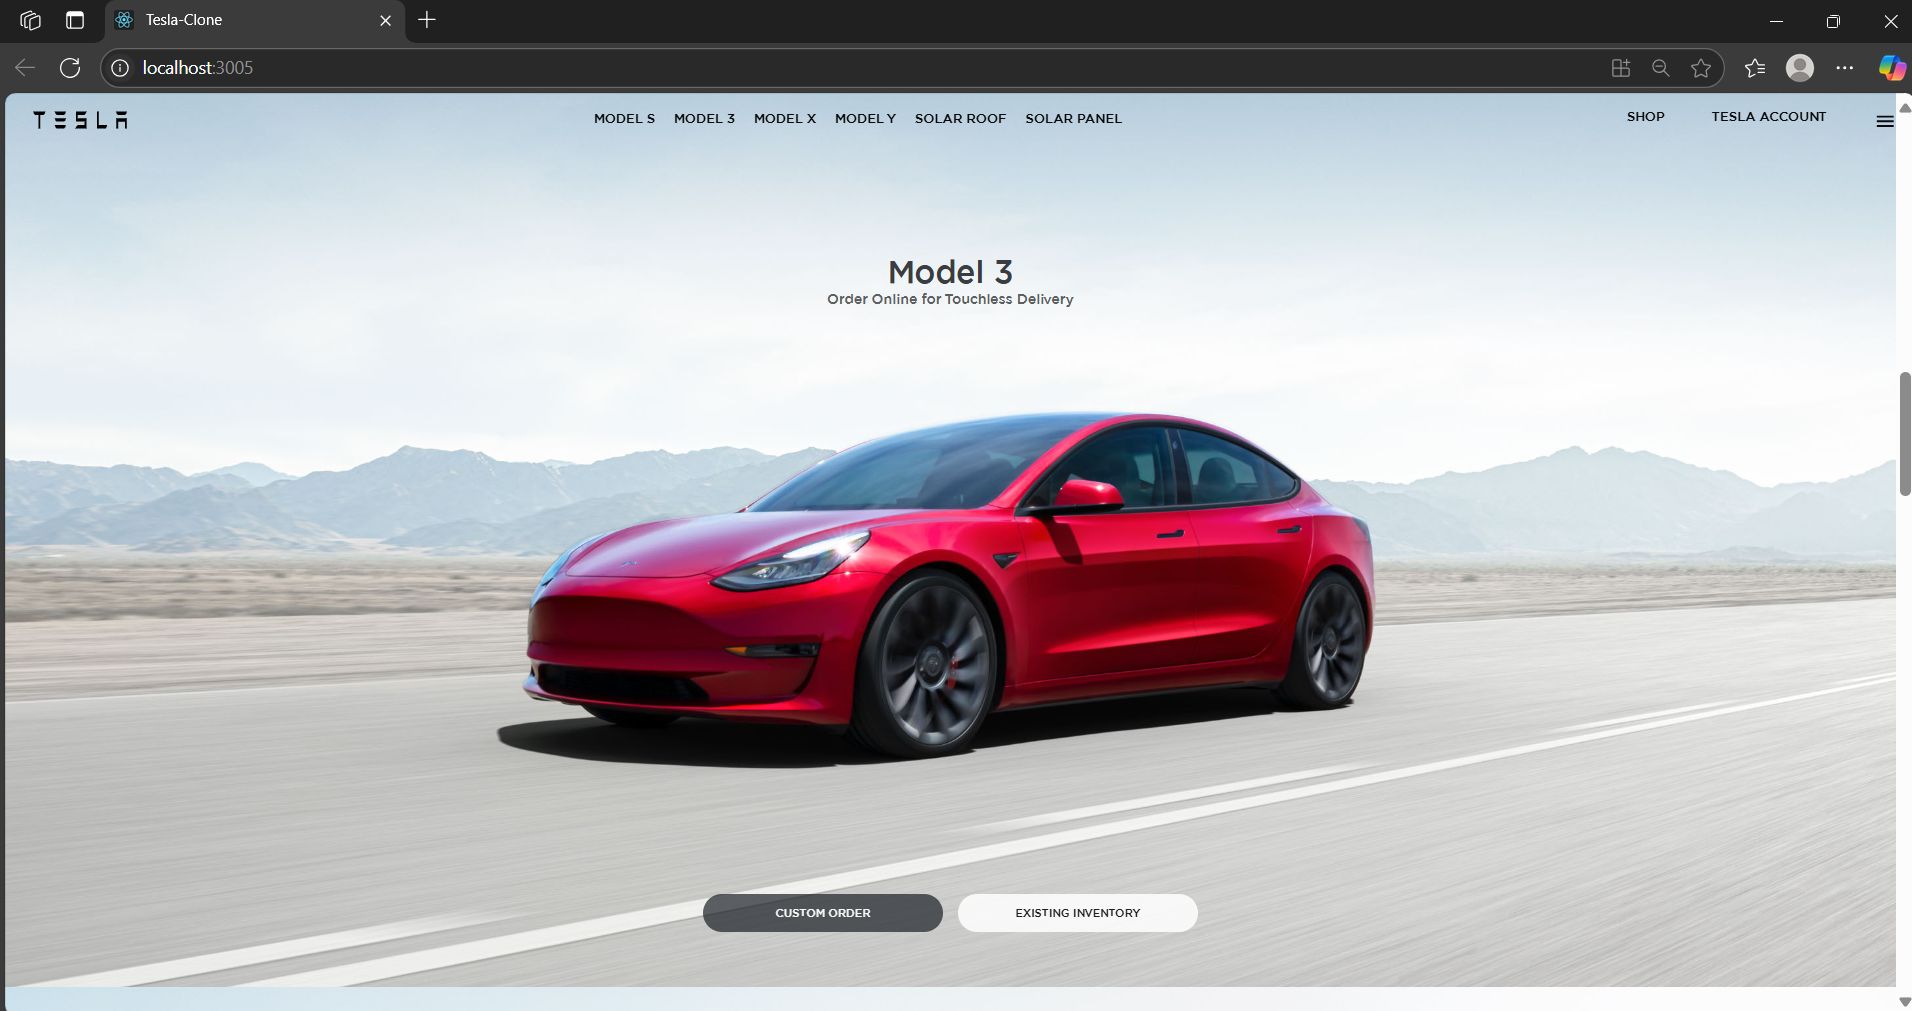 Tesla-Clone
localhost:3005
TESLA
MODEL S MODEL 3 MODEL X MODEL Y SOLAR ROOF SOLAR PANEL
SHOP TESLA ACCOUNT
Model 3
Order Online for Touchless Delivery
CUSTOM ORDER
EXISTING INVENTORY